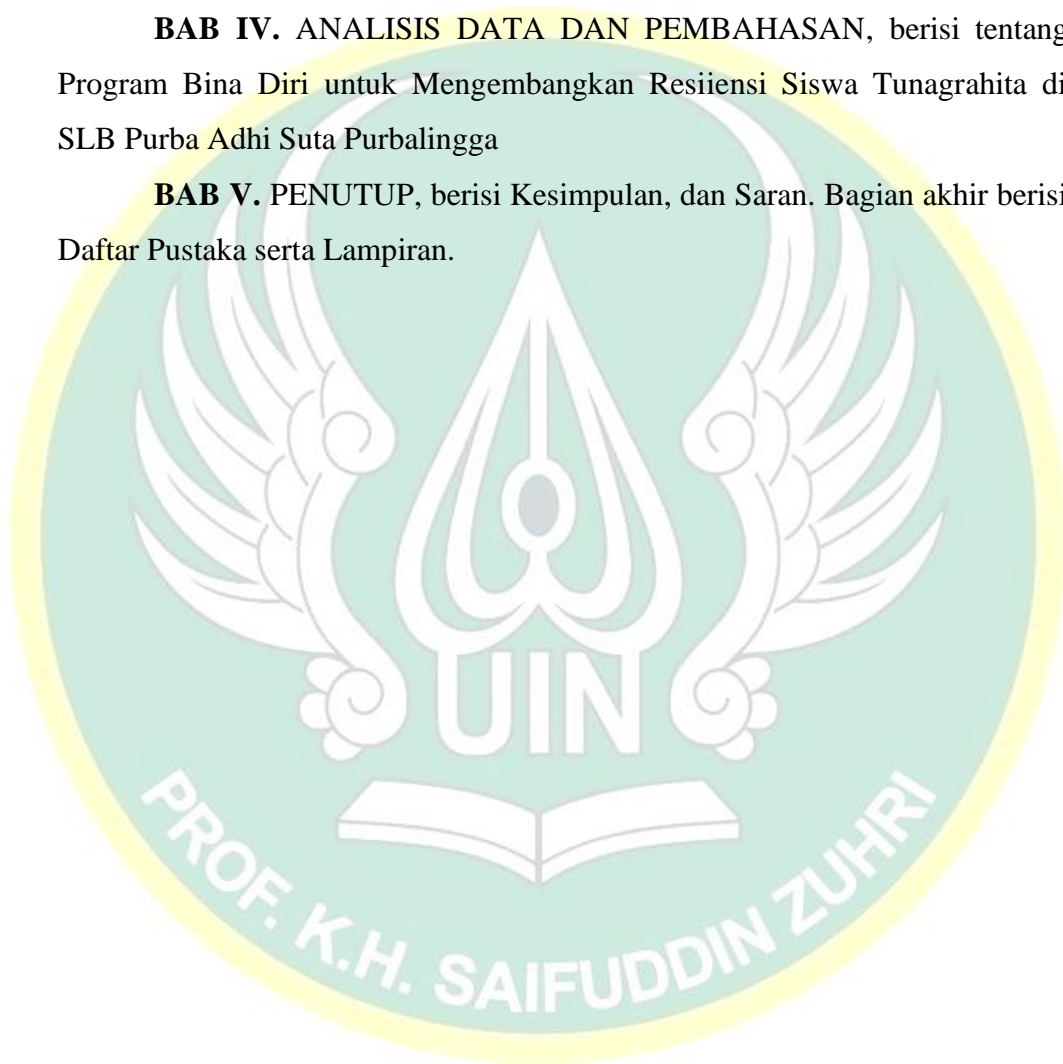 BAB IV. ANALISIS DATA DAN PEMBAHASAN, berisi tentang
Program Bina Diri untuk Mengembangkan Resiiensi Siswa Tunagrahita di
SLB Purba Adhi Suta Purbalingga
BAB V. PENUTUP, berisi Kesimpulan, dan Saran. Bagian akhir berisi
Daftar Pustaka serta Lampiran.
UIN
PROF. K.H. SAIFUDDIN ZUHRI